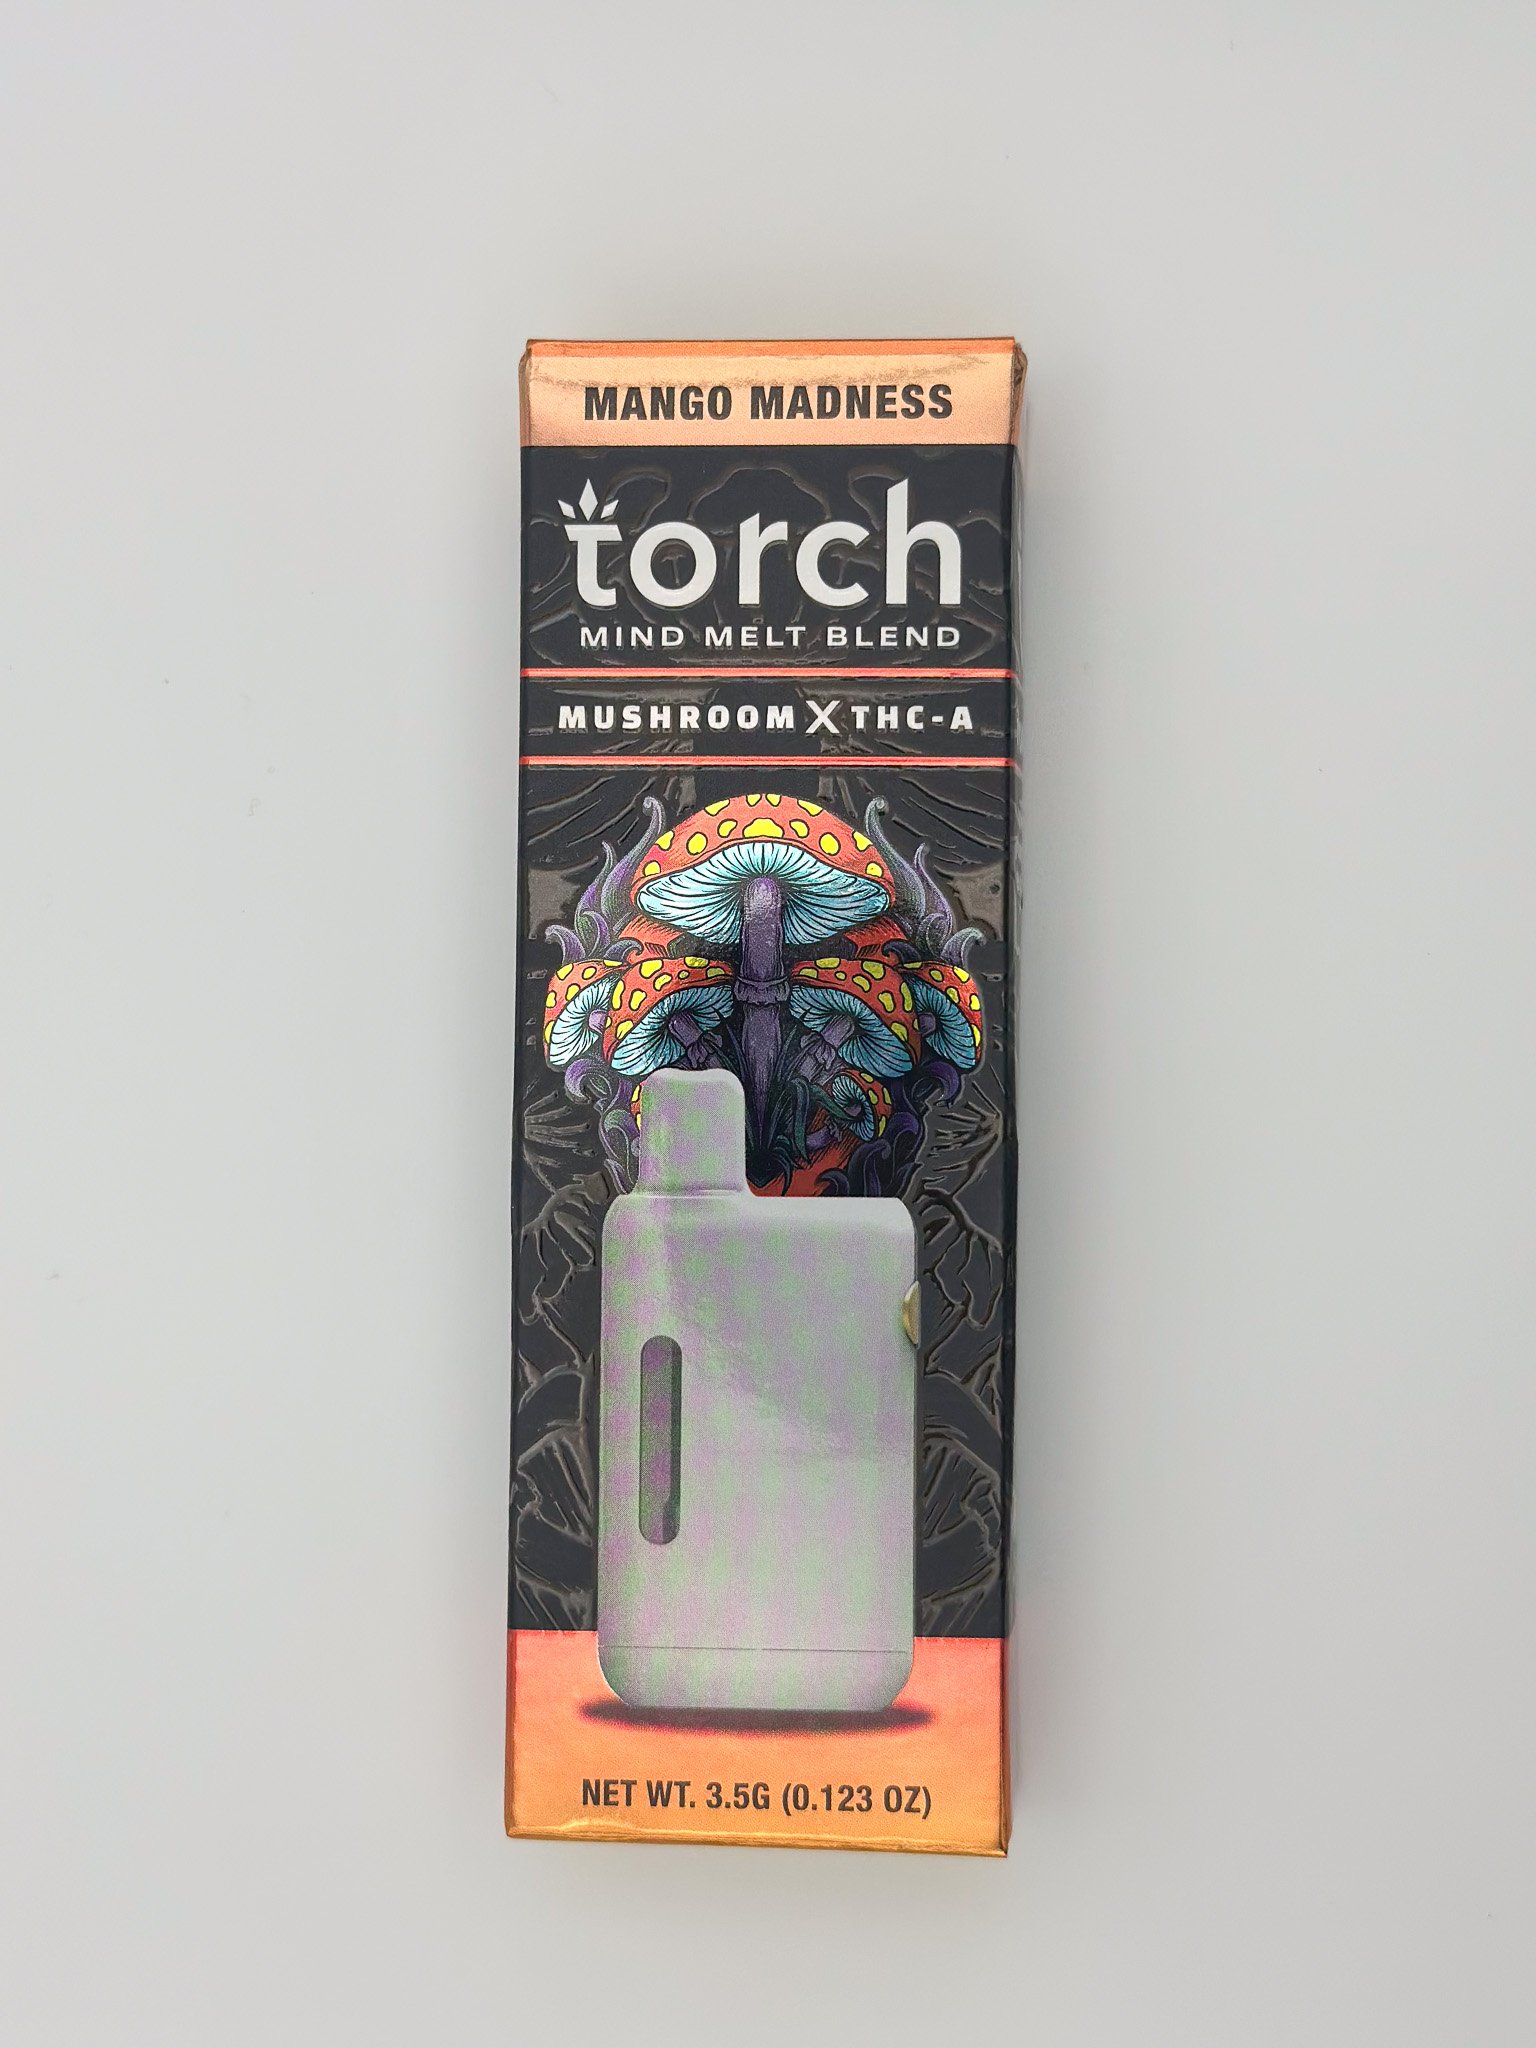 MANGO MADNESS
torch
MIND MELT BLEND
MUSHROOM X THC-A
NET WT. 3.5G (0.123 OZ)